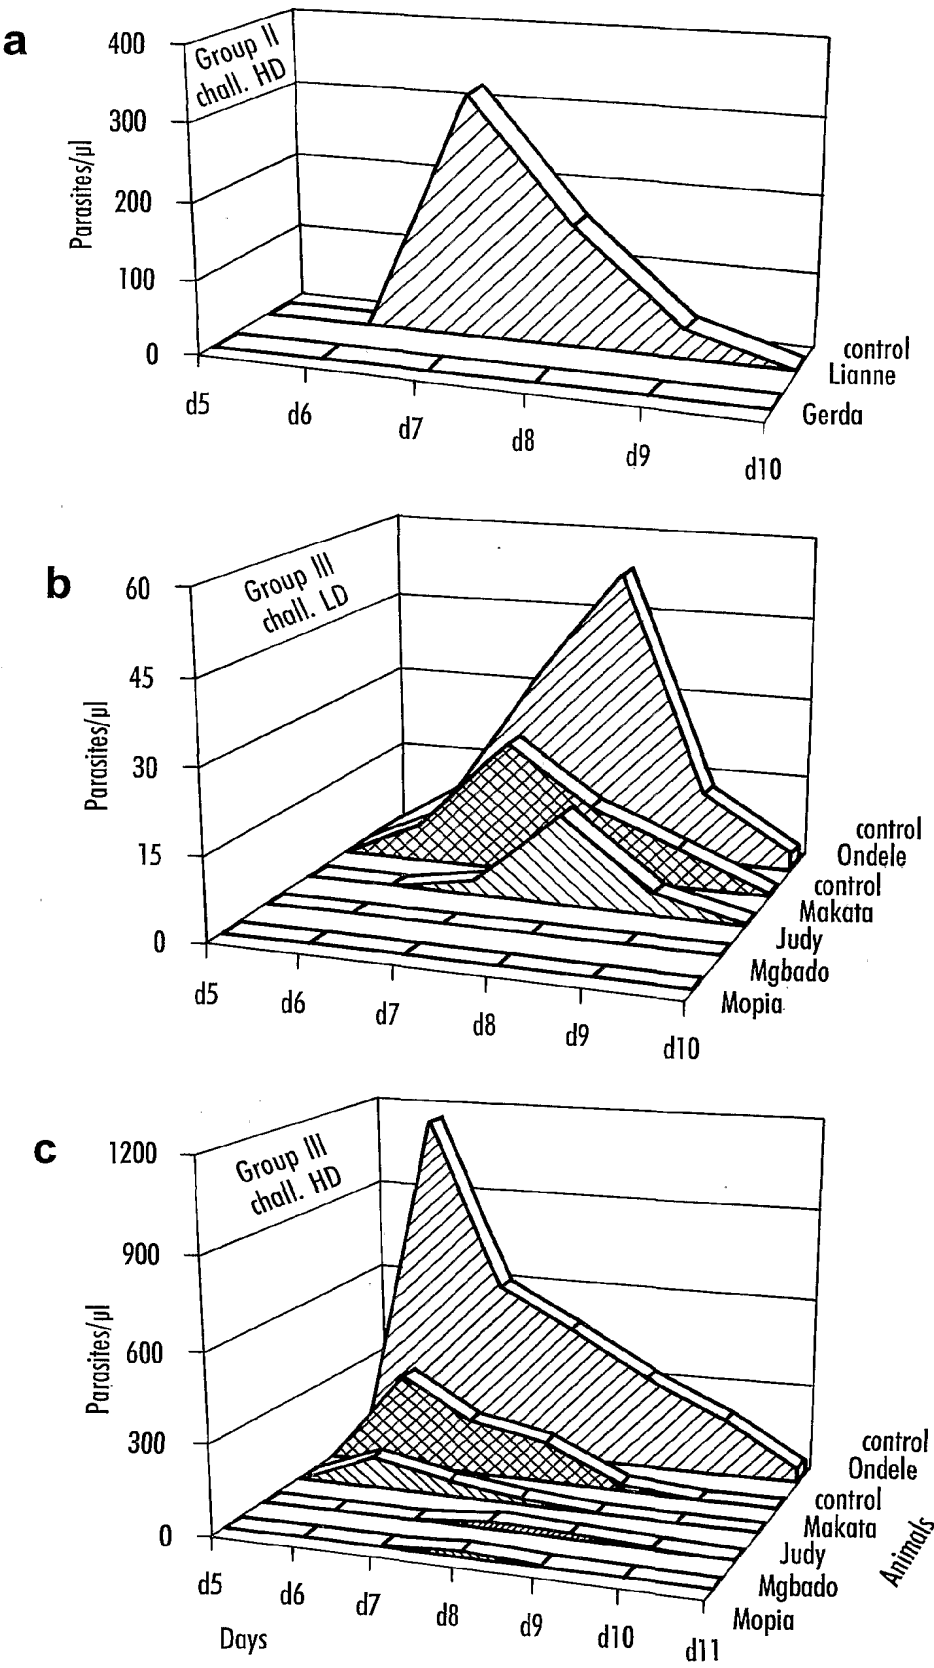 a
Group II
chall. HD
Parasites/µl
400
300
200
100
0
d5
d6
d7
d8
d9
d10
control
Lianne
Gerda
b
Group III
chall. LD
Parasites/µl
60
45
30
15
0
d5
d6
d7
d8
d9
d10
control
Ondele
control
Makata
Judy
Mgbado
Mopia
c
Group III
chall. HD
Parasites/µl
1200
900
600
300
0
d5
d6
d7
d8
d9
d10
d11
Days
control
Ondele
control
Makata
Judy
Mgbado
Mopia
Animals